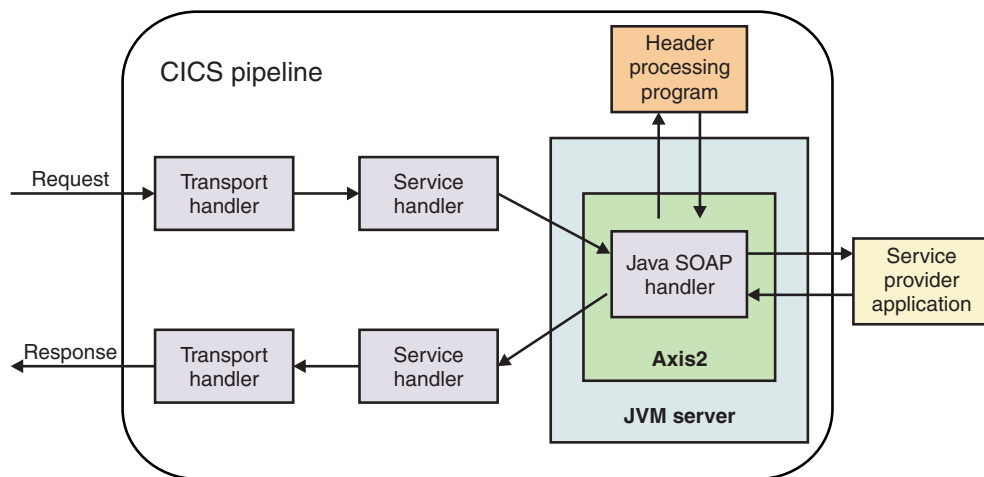 CICS pipeline
Header
processing
program
Request
Transport
handler
Service
handler
Java SOAP
handler
Service
provider
application
Response
Transport
handler
Service
handler
Axis2
JVM server